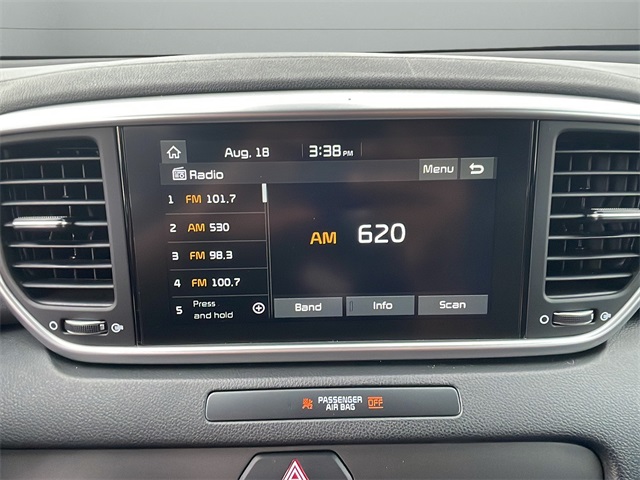 Aug. 18 3:38 PM
Radio Menu
1 FM 101.7
2 AM 530
3 FM 98.3
4 FM 100.7
5 Press and hold
AM 620
Band Info Scan
PASSENGER
AIR BAG OFF